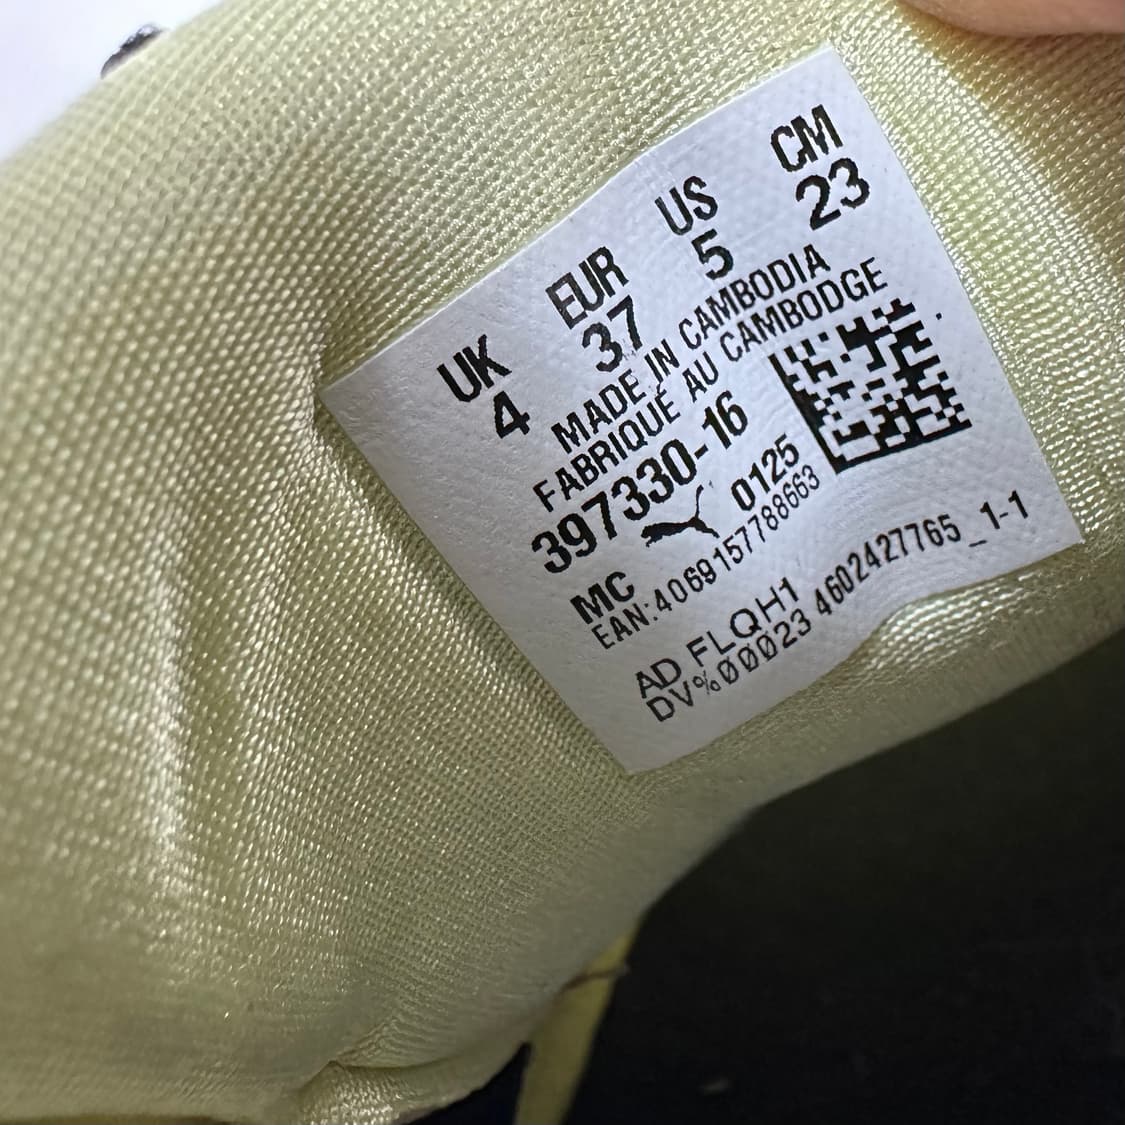 UK EUR US CM
4 37 5 23
MADE IN CAMBODIA
FABRIQUÉ AU CAMBODGE
397330-16
MC 0125
EAN:4069157788663
AD FLQH1
DV%00023 4602427765_1-1